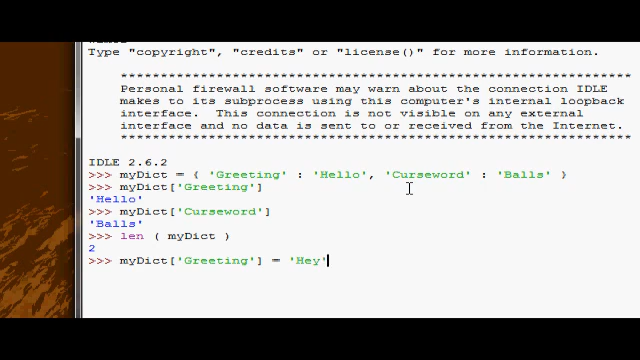 Type "copyright", "credits" or "license()" for more information.
****************************************************************
Personal firewall software may warn about the connection IDLE
makes to its subprocess using this computer's internal loopback
interface.  This connection is not visible on any external
interface and no data is sent to or received from the Internet.
****************************************************************
IDLE 2.6.2
>>> myDict = { 'Greeting' : 'Hello', 'Curseword' : 'Balls' }
>>> myDict['Greeting']
'Hello'
>>> myDict['Curseword']
'Balls'
>>> len ( myDict )
2
>>> myDict['Greeting'] = 'Hey'